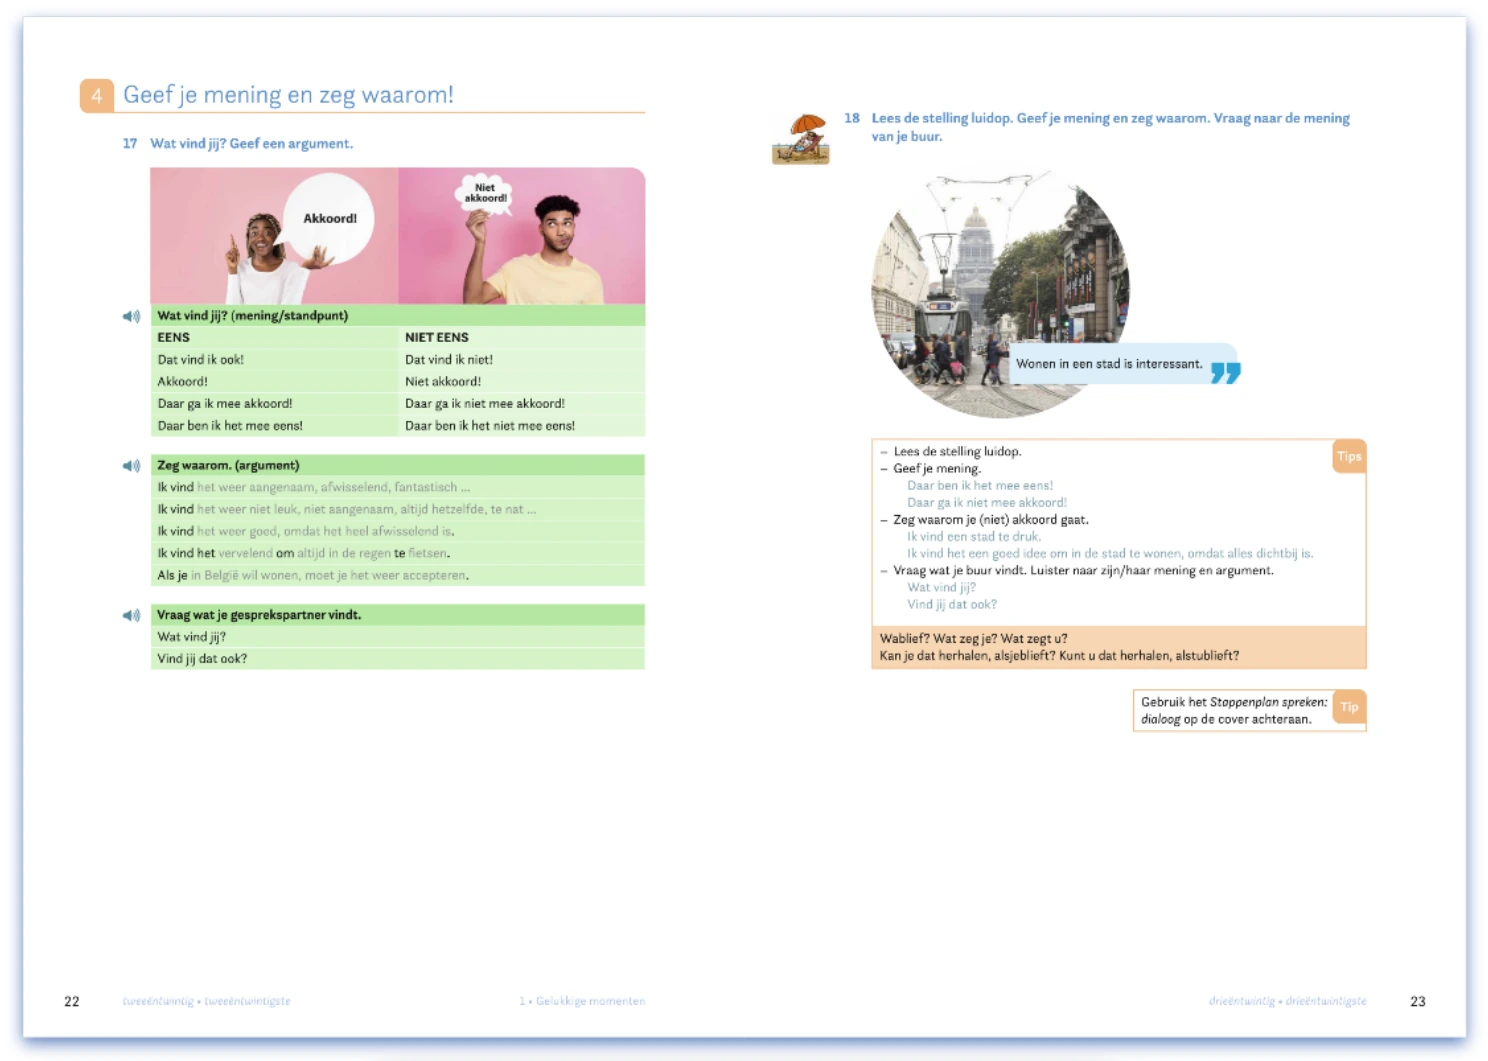 4 Geef je mening en zeg waarom!
17 Wat vind jij? Geef een argument.
Akkoord!
Niet
akkoord!
Wat vind jij? (mening/standpunt)
EENS NIET EENS
Dat vind ik ook! Dat vind ik niet!
Akkoord! Niet akkoord!
Daar ga ik mee akkoord! Daar ga ik niet mee akkoord!
Daar ben ik het mee eens! Daar ben ik het niet mee eens!
Zeg waarom. (argument)
Ik vind het weer aangenaam, afwisselend, fantastisch ...
Ik vind het weer niet leuk, niet aangenaam, altijd hetzelfde, te nat ...
Ik vind het weer goed, omdat het heel afwisselend is.
Ik vind het vervelend om altijd in de regen te fietsen.
Als je in België wil wonen, moet je het weer accepteren.
Vraag wat je gesprekspartner vindt.
Wat vind jij?
Vind jij dat ook?
22 tweeëntwintig • tweeëntwintigste 1 • Gelukkige momenten
18 Lees de stelling luidop. Geef je mening en zeg waarom. Vraag naar de mening
van je buur.
Wonen in een stad is interessant.
Tips
– Lees de stelling luidop.
– Geef je mening.
Daar ben ik het mee eens!
Daar ga ik niet mee akkoord!
– Zeg waarom je (niet) akkoord gaat.
Ik vind een stad te druk.
Ik vind het een goed idee om in de stad te wonen, omdat alles dichtbij is.
– Vraag wat je buur vindt. Luister naar zijn/haar mening en argument.
Wat vind jij?
Vind jij dat ook?
Wablief? Wat zeg je? Wat zegt u?
Kan je dat herhalen, alsjeblieft? Kunt u dat herhalen, alstublieft?
Gebruik het Stappenplan spreken: Tip
dialoog op de cover achteraan.
drieëntwintig • drieëntwintigste 23